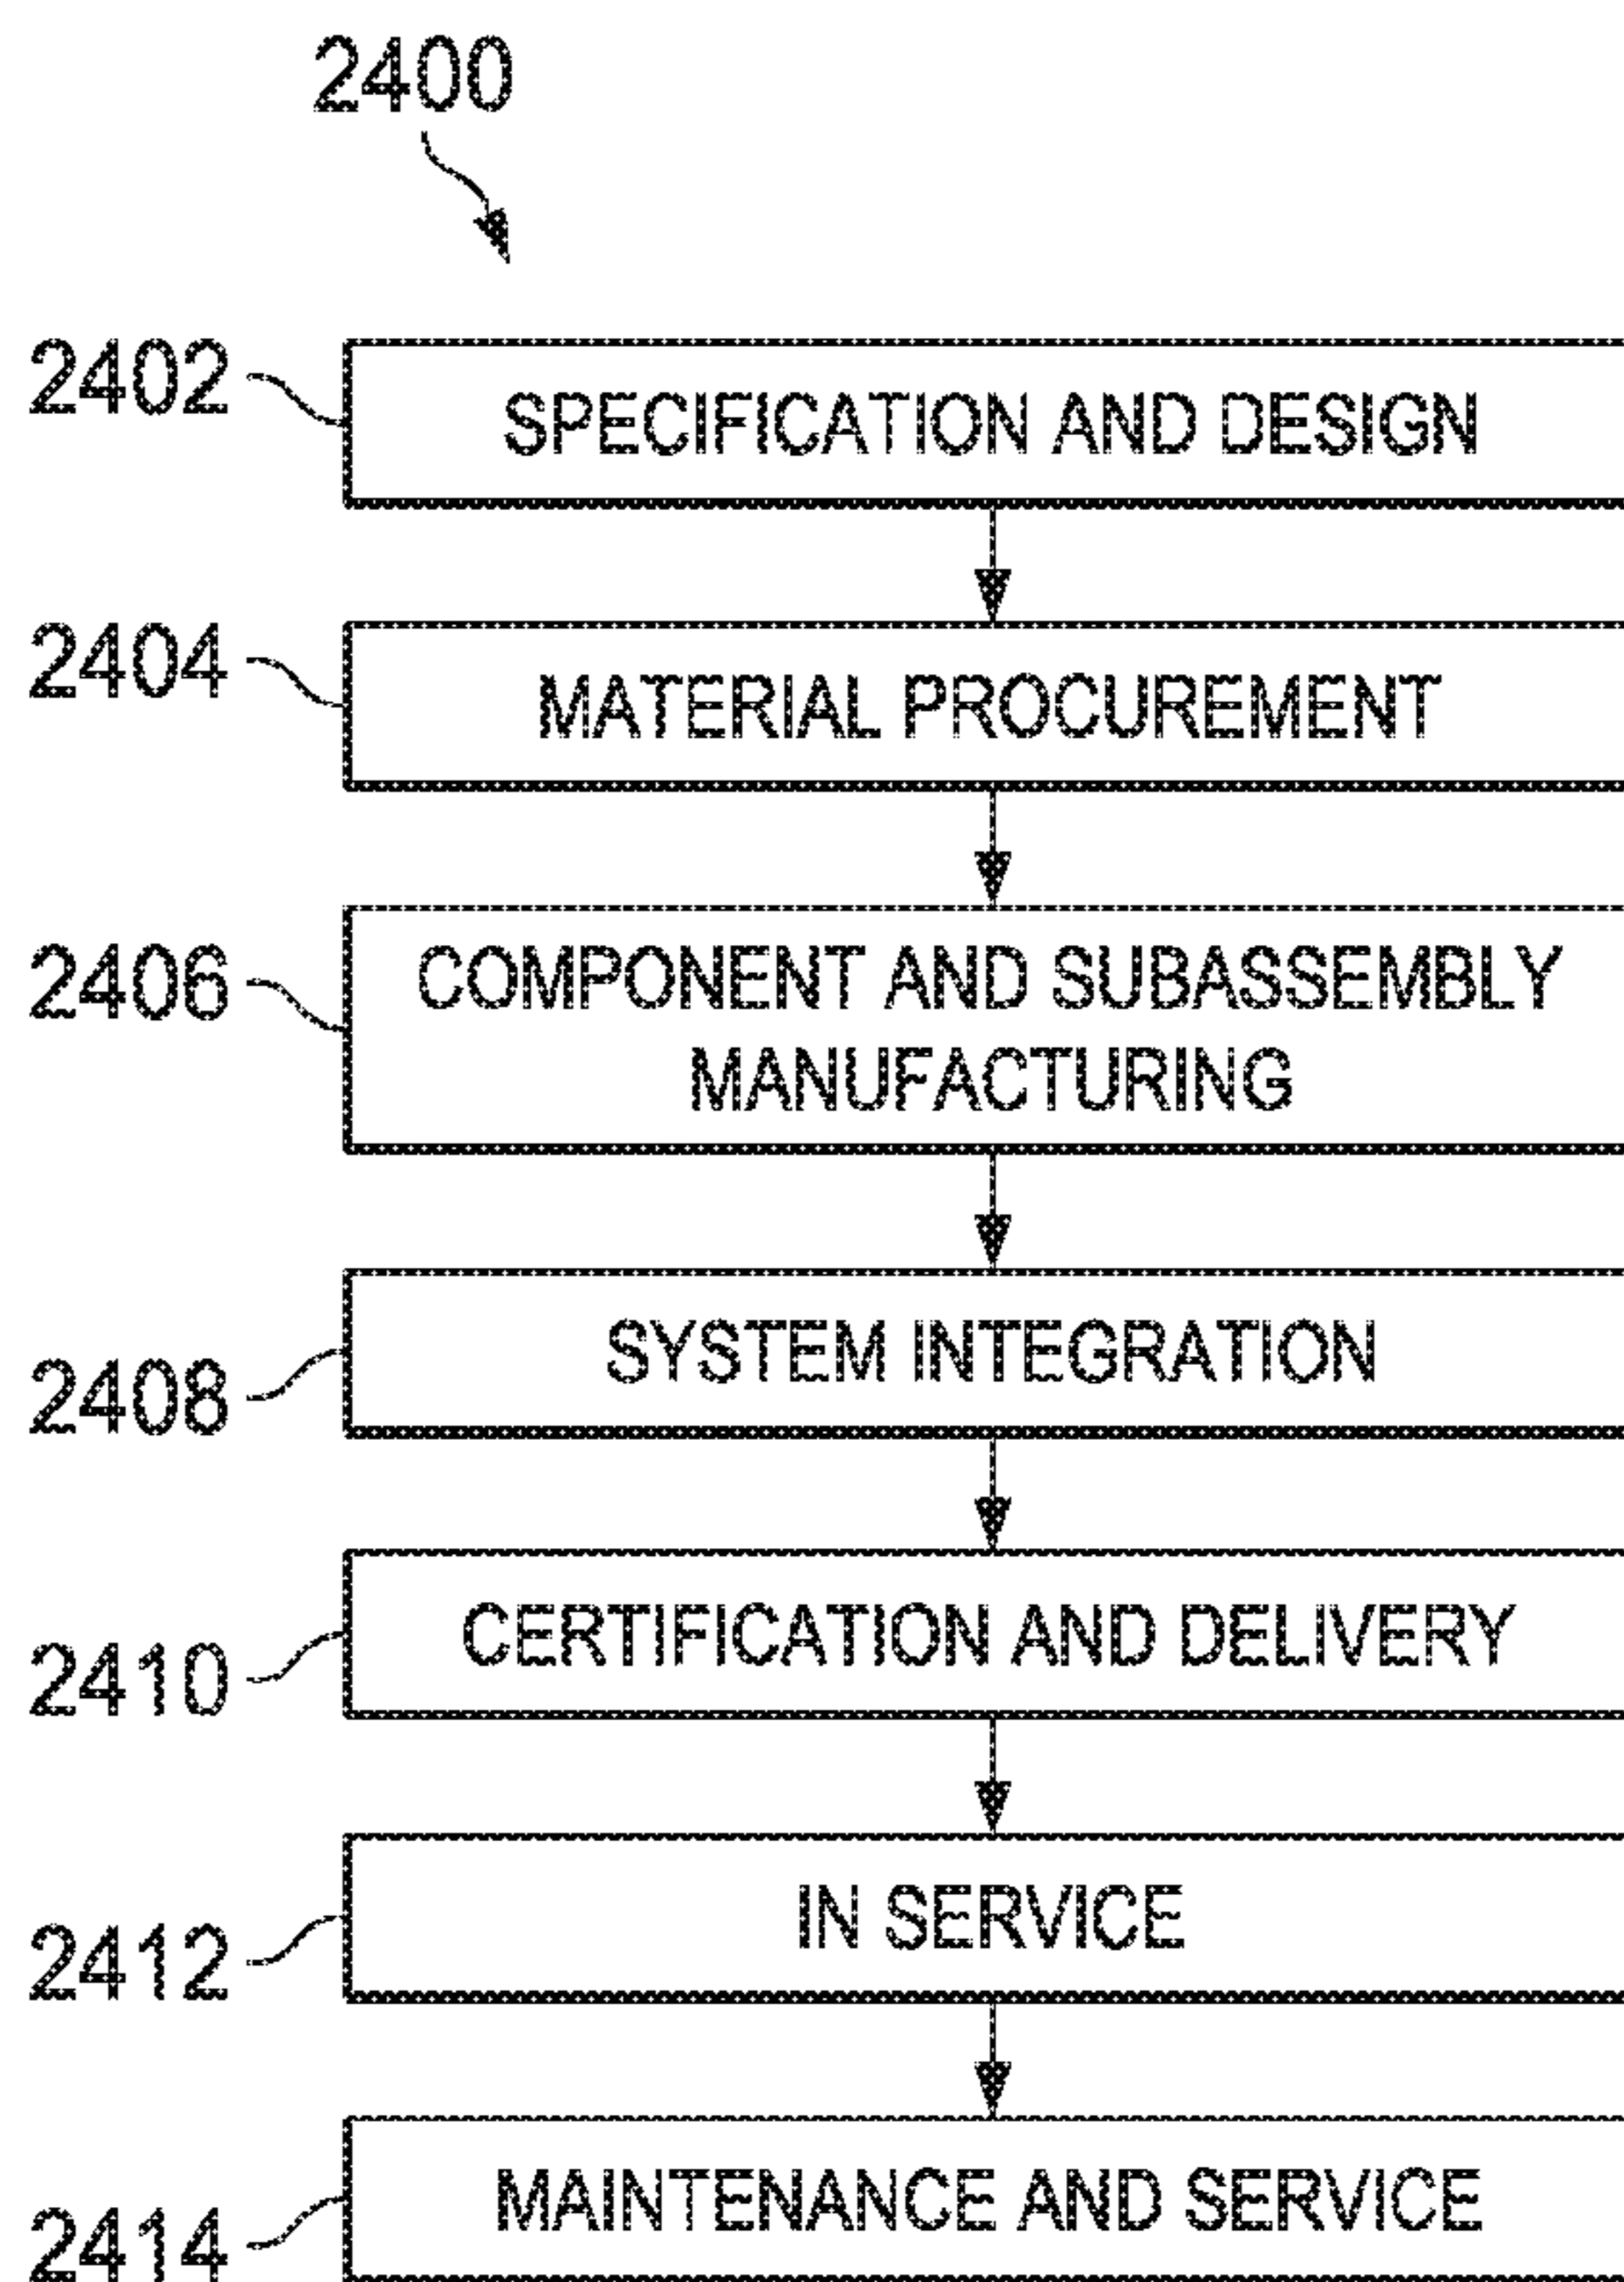 2400
2402 SPECIFICATION AND DESIGN
2404 MATERIAL PROCUREMENT
2406 COMPONENT AND SUBASSEMBLY
MANUFACTURING
2408 SYSTEM INTEGRATION
2410 CERTIFICATION AND DELIVERY
2412 IN SERVICE
2414 MAINTENANCE AND SERVICE